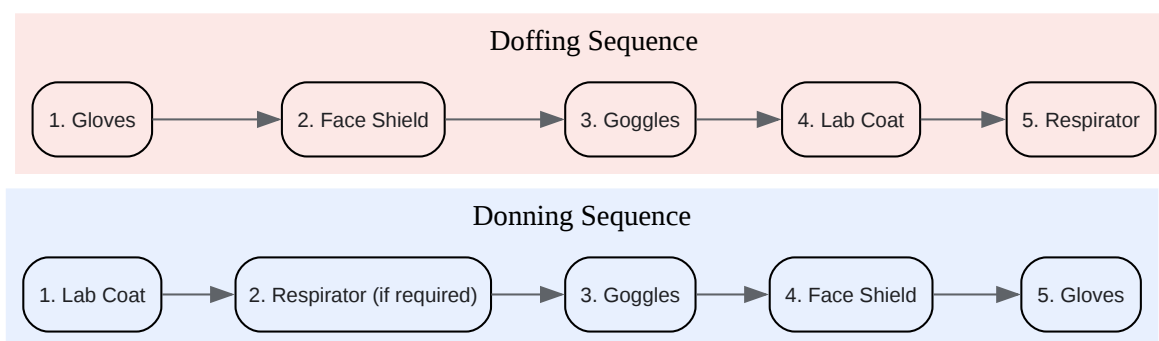 Doffing Sequence
1. Gloves
2. Face Shield
3. Goggles
4. Lab Coat
5. Respirator
Donning Sequence
1. Lab Coat
2. Respirator (if required)
3. Goggles
4. Face Shield
5. Gloves